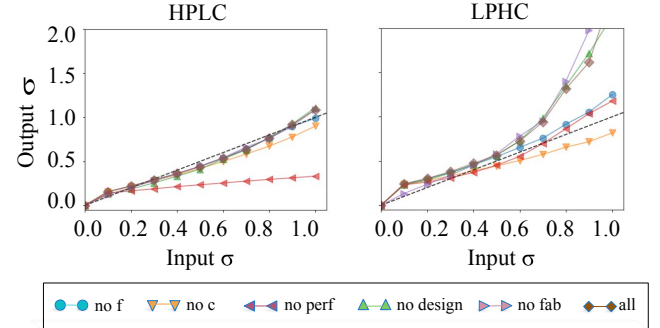 HPLC LPHC
2.0
1.5
1.0
0.5
0.0
Output σ
0.0 0.2 0.4 0.6 0.8 1.0 0.0 0.2 0.4 0.6 0.8 1.0
Input σ Input σ
no f no c no perf no design no fab all